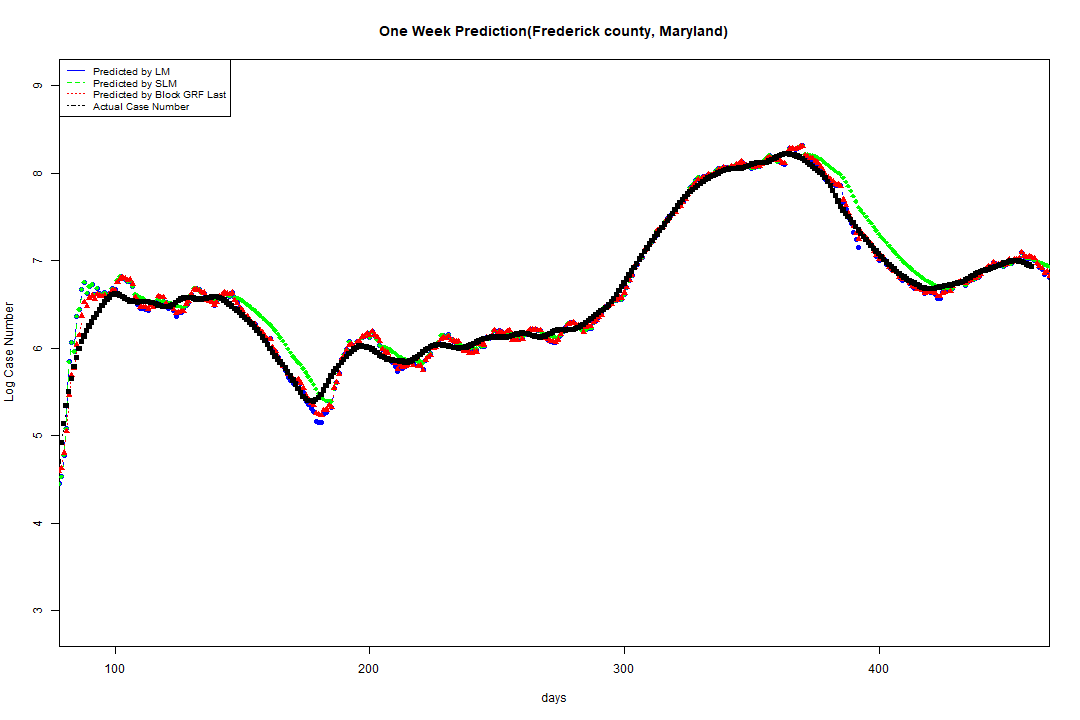 One Week Prediction(Frederick county, Maryland)
Predicted by LM
Predicted by SLM
Predicted by Block GRF Last
Actual Case Number
9
8
7
6
5
4
3
Log Case Number
100 200 300 400
days